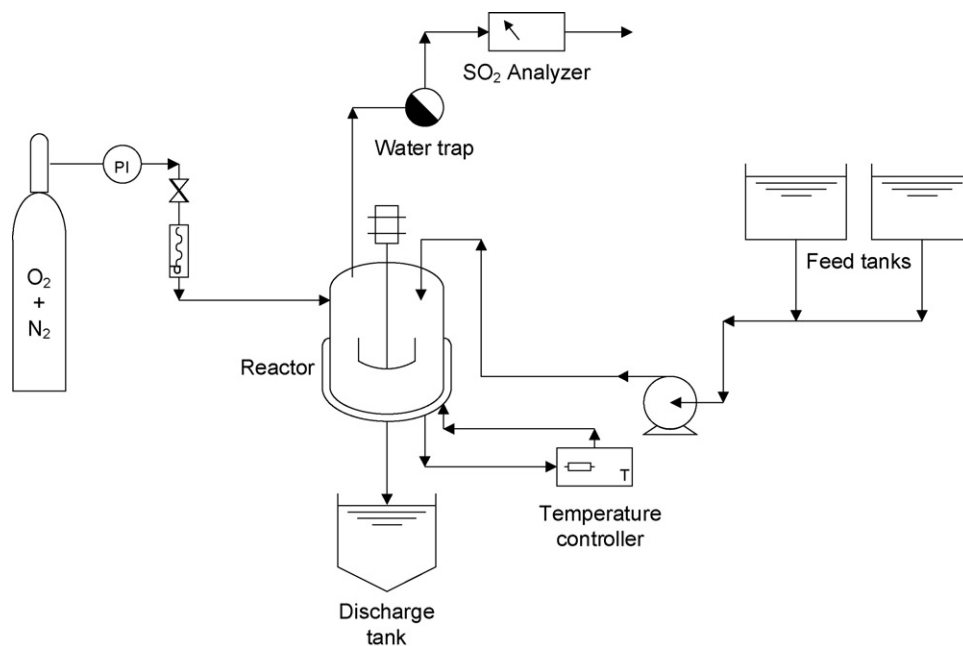 SO₂ Analyzer
Water trap
PI
O₂
+
N₂
P
Feed tanks
Reactor
T
Temperature
controller
Discharge
tank